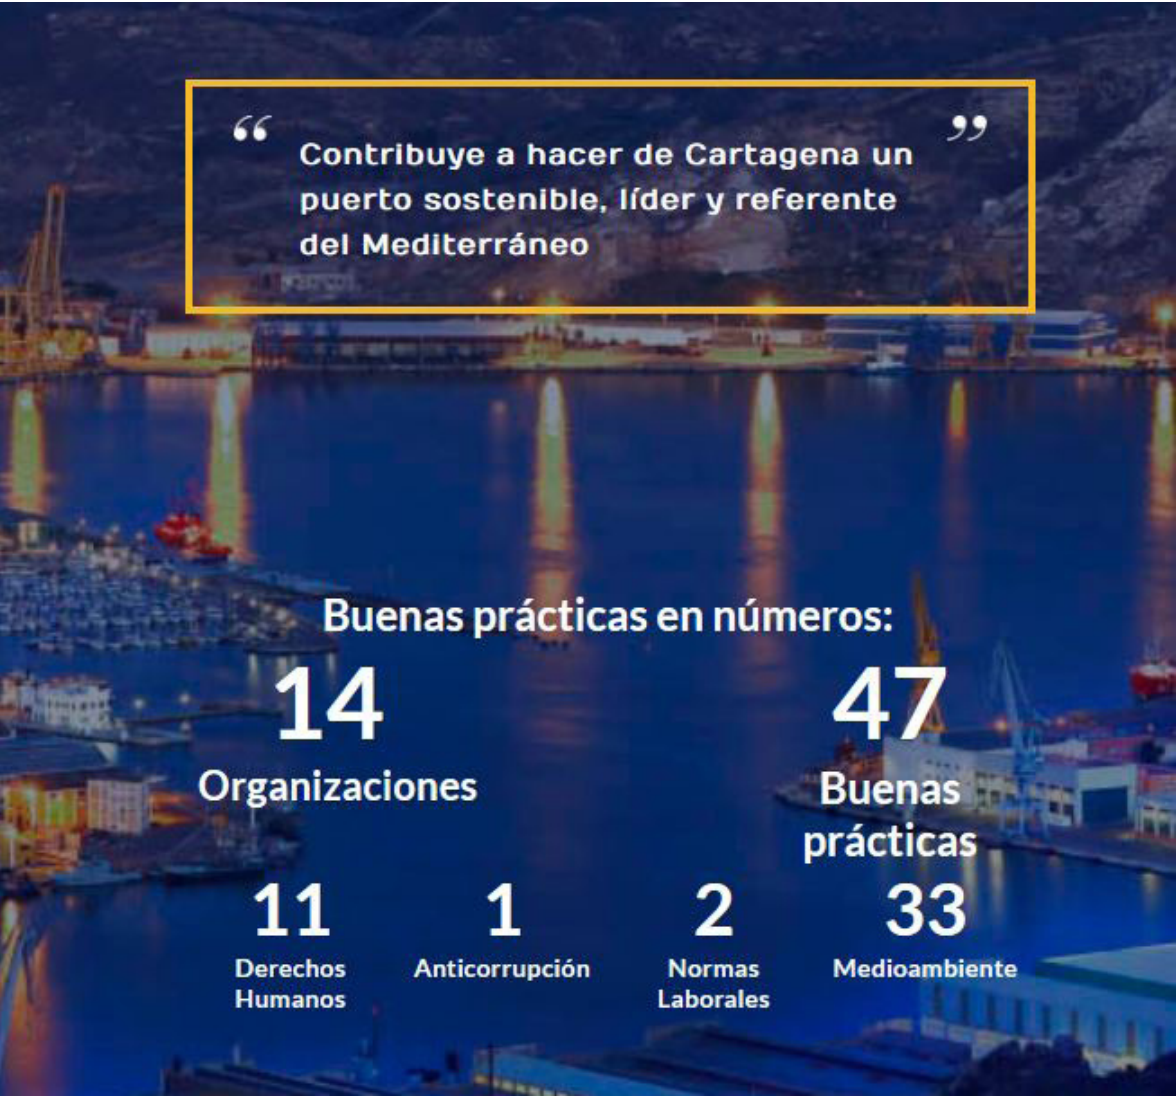 “ Contribuye a hacer de Cartagena un ”
puerto sostenible, líder y referente
del Mediterráneo
Buenas prácticas en números:
14
Organizaciones
47
Buenas
prácticas
11
Derechos
Humanos
1
Anticorrupción
2
Normas
Laborales
33
Medioambiente